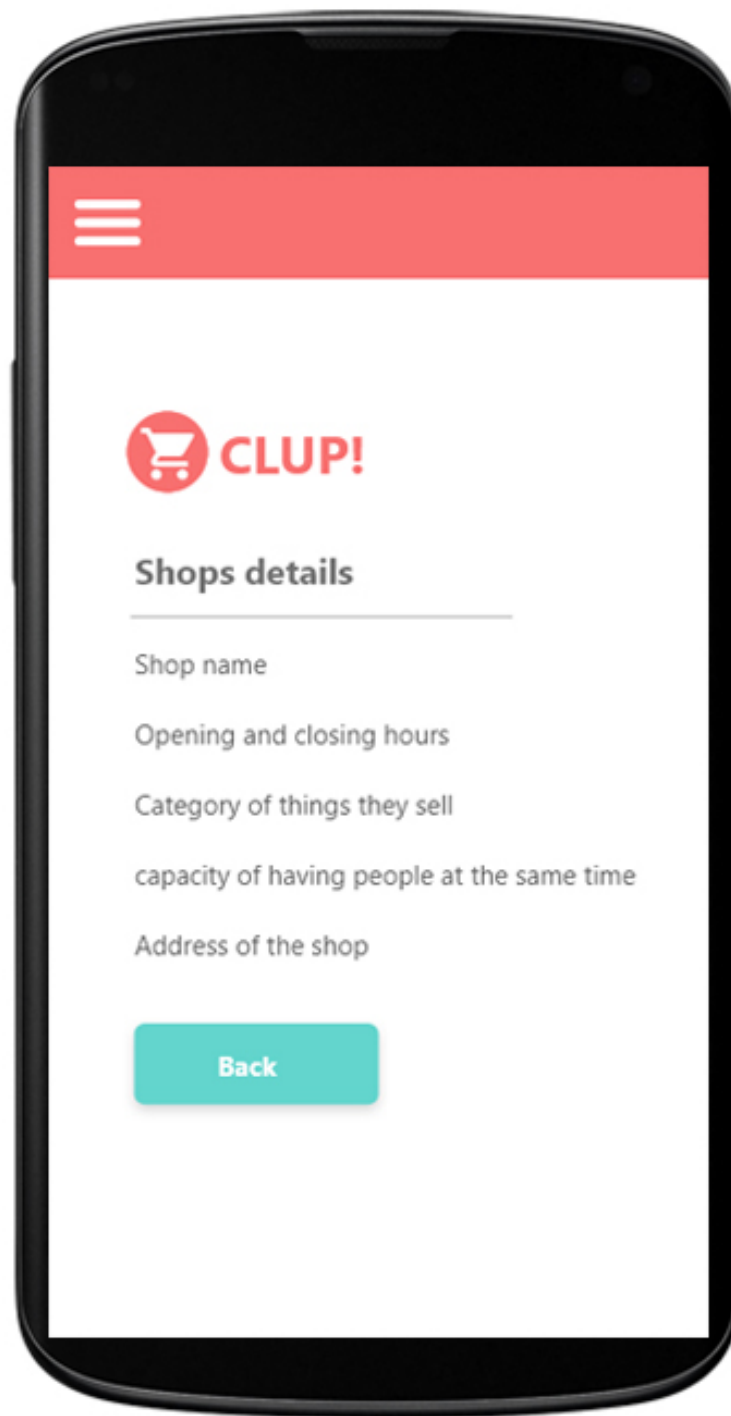 CLUP!
Shops details
Shop name
Opening and closing hours
Category of things they sell
capacity of having people at the same time
Address of the shop
Back